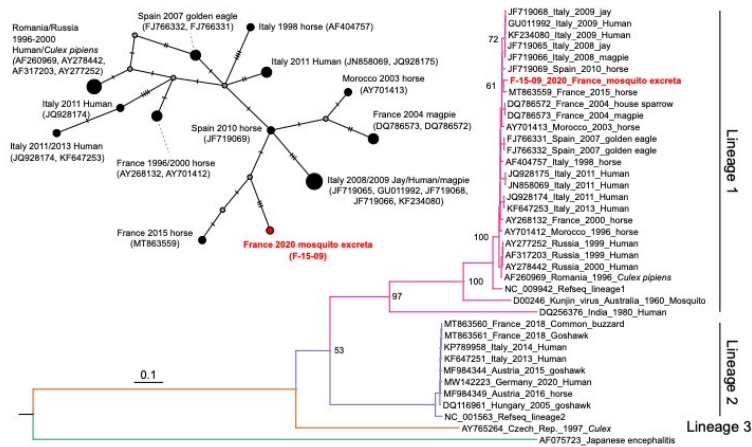 Romania/Russia
1996-2000
Human/Culex pipiens
(AF260969, AY278442,
AF317203, AY277252)
Spain 2007 golden eagle
(FJ766332, FJ766331)
Italy 1998 horse
(AF404757)
Italy 2011 Human
(JN858069, JQ928175)
Morocco 2003 horse
(AY701413)
Italy 2011 Human
(JQ928174)
Italy 2011/2013 Human
(JQ928174, KF647253)
France 1996/2000 horse
(AY268132, AY701412)
Spain 2010 horse
(JF719069)
France 2004 magpie
(DQ786573, DQ786572)
Italy 2008/2009 Jay/Human/magpie
(JF719065, GU011992, JF719068,
JF719066, KF234080)
France 2015 horse
(MT863559)
France 2020 mosquito excreta
(F-15-09)
JF719068_Italy_2009_jay
GU011992_Italy_2009_Human
KF234080_Italy_2009_Human
JF719065_Italy_2008_jay
JF719066_Italy_2008_magpie
JF719069_Spain_2010_horse
F-15-09_2020_France_mosquito excreta
MT863559_France_2015_horse
DQ786572_France_2004_house sparrow
DQ786573_France_2004_magpie
AY701413_Morocco_2003_horse
FJ766331_Spain_2007_golden eagle
FJ766332_Spain_2007_golden eagle
AF404757_Italy_1998_horse
JQ928175_Italy_2011_Human
JN858069_Italy_2011_Human
JQ928174_Italy_2011_Human
KF647253_Italy_2013_Human
AY268132_France_2000_horse
AY701412_Morocco_1996_horse
AY277252_Russia_1999_Human
AF317203_Russia_1999_Human
AY278442_Russia_2000_Human
AF260969_Romania_1996_Culex pipiens
NC_009942_Refseq_lineage1
D00246_Kunjin_virus_Australia_1960_Mosquito
DQ256376_India_1980_Human
MT863560_France_2018_Common_buzzard
MT863561_France_2018_Goshawk
KP789958_Italy_2014_Human
KF647251_Italy_2013_Human
MF984344_Austria_2015_goshawk
MW142223_Germany_2020_Human
MF984349_Austria_2016_horse
DQ116961_Hungary_2005_goshawk
NC_001563_Refseq_lineage2
AY765264_Czech_Rep._1997_Culex
AF075723_Japanese encephalitis
72
61
100
100
97
53
0.1
Lineage 1
Lineage 2
Lineage 3